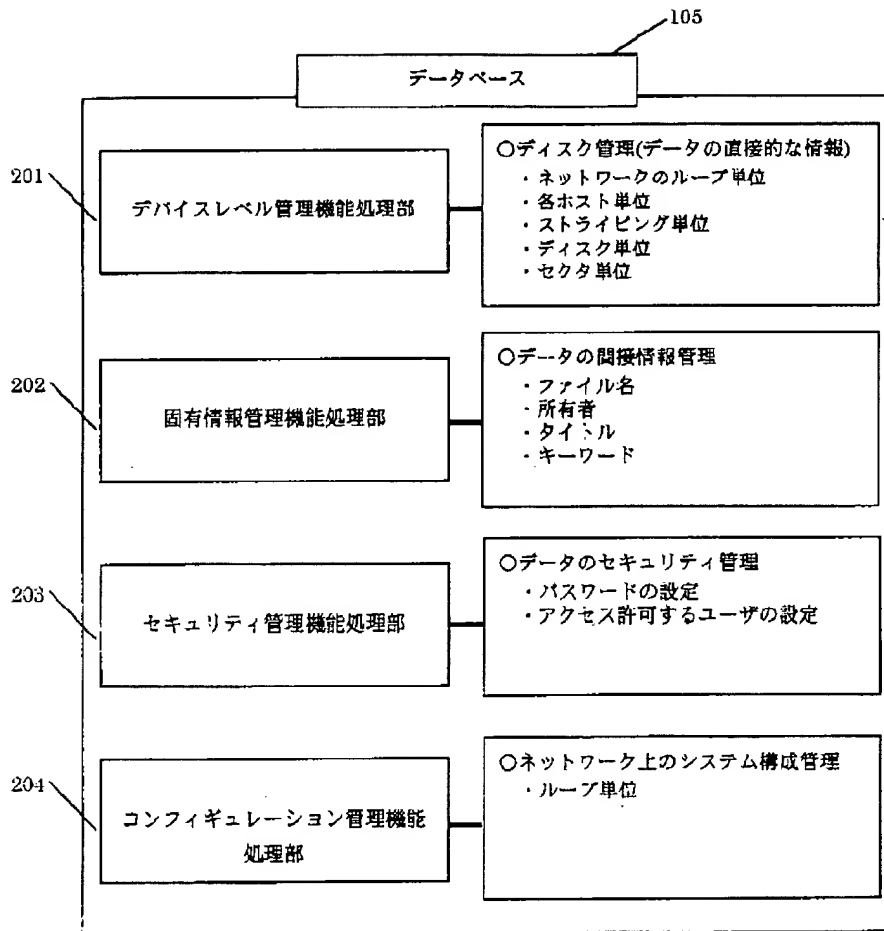 105
データベース
201
デバイスレベル管理機能処理部
○ディスク管理(データの直接的な情報)
・ネットワークのループ単位
・各ホスト単位
・ストライピング単位
・ディスク単位
・セクタ単位
202
固有情報管理機能処理部
○データの間接情報管理
・ファイル名
・所有者
・タイトル
・キーワード
203
セキュリティ管理機能処理部
○データのセキュリティ管理
・パスワードの設定
・アクセス許可するユーザの設定
204
コンフィギュレーション管理機能
処理部
○ネットワーク上のシステム構成管理
・ループ単位